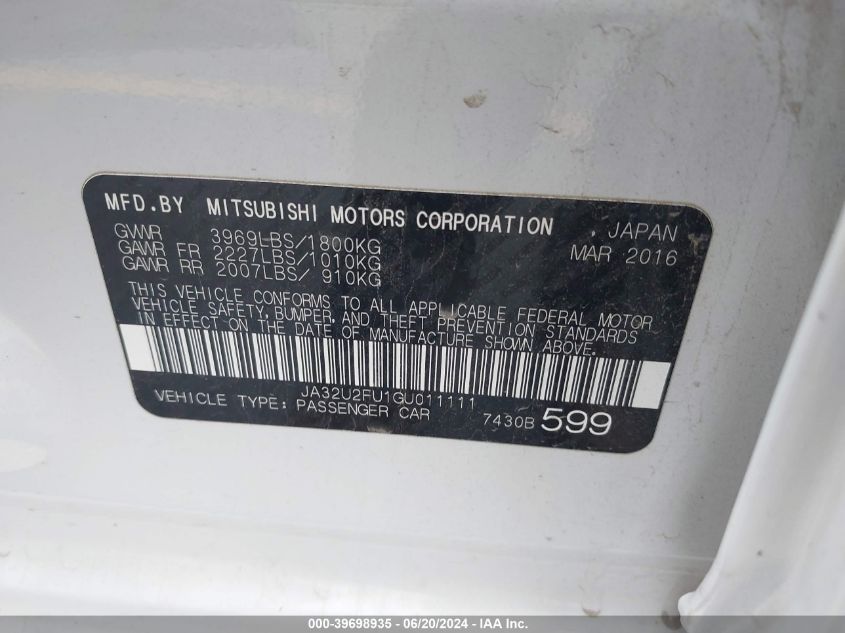 MFD.BY MITSUBISHI MOTORS CORPORATION , JAPAN
GVWR 3969LBS/1800KG MAR 2016
GAWR FR 2227LBS/1010KG
GAWR RR 2007LBS/ 910KG
THIS VEHICLE CONFORMS TO ALL APPLICABLE FEDERAL MOTOR
VEHICLE SAFETY, BUMPER, AND THEFT PREVENTION STANDARDS
IN EFFECT ON THE DATE OF MANUFACTURE SHOWN ABOVE.
JA32U2FU1GU011111
VEHICLE TYPE: PASSENGER CAR 7430B 599
000-39698935 - 06/20/2024 - IAA Inc.